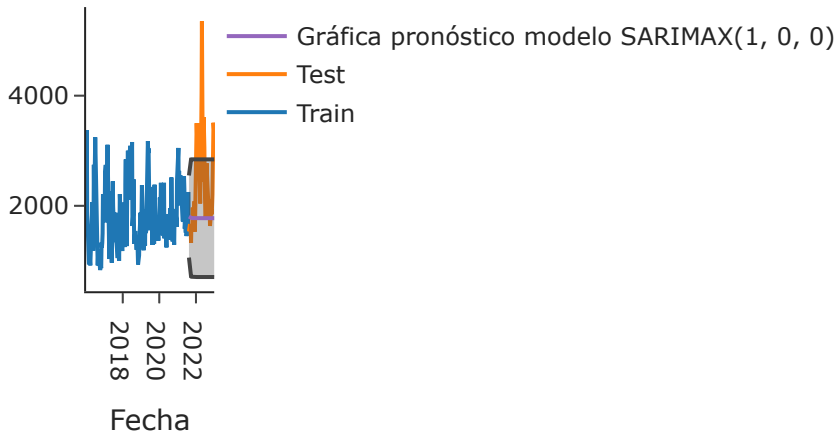 Gráfica pronóstico modelo SARIMAX(1, 0, 0)
Test
Train
4000
2000
2018
2020
2022
Fecha